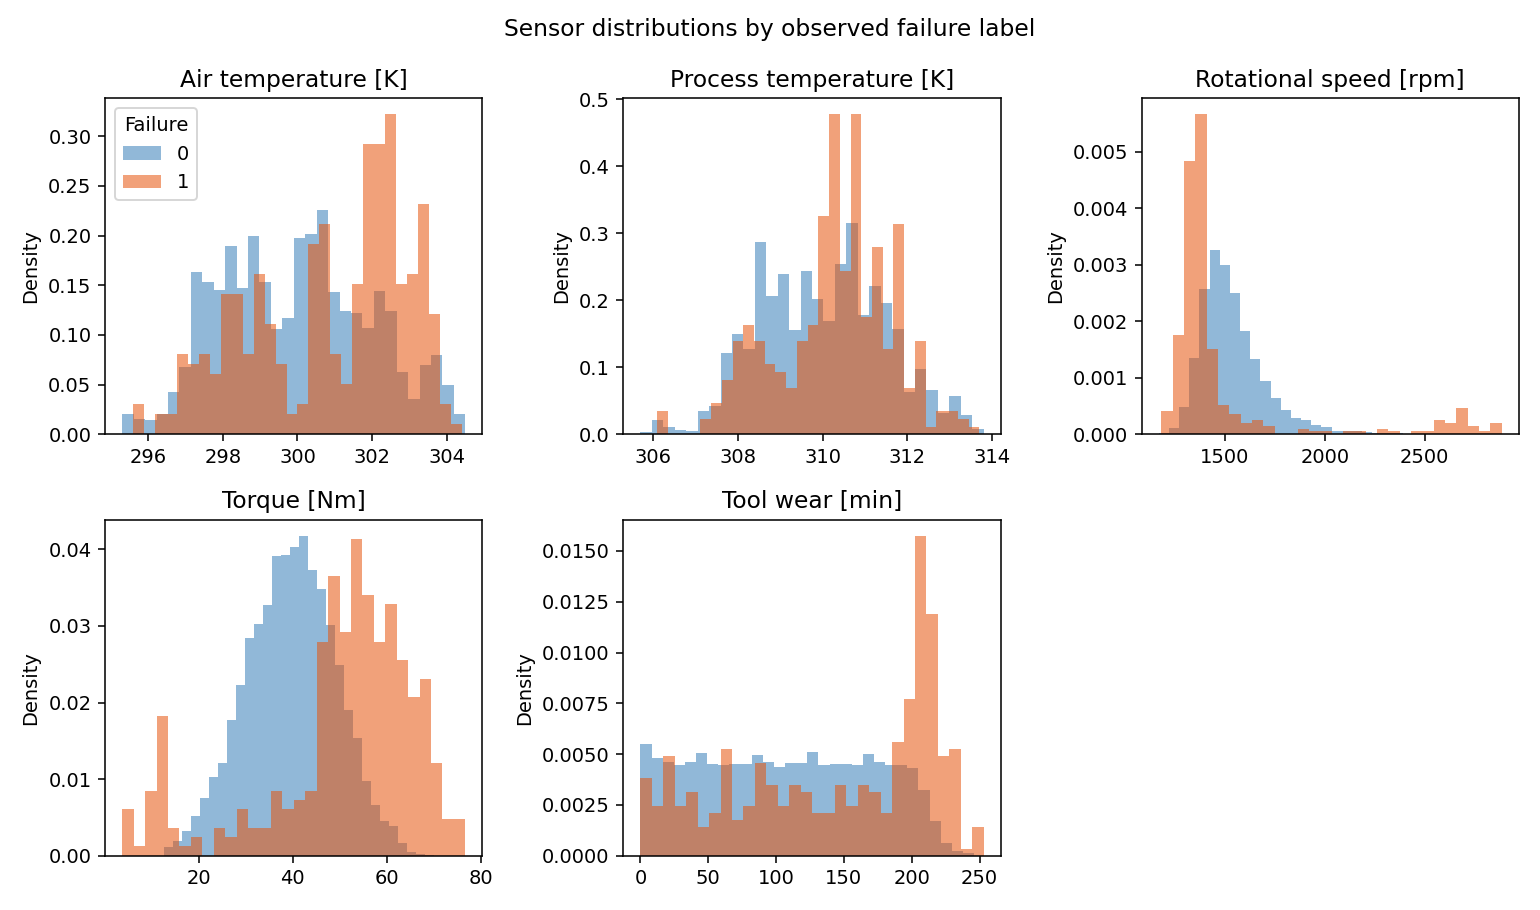 Sensor distributions by observed failure label
Air temperature [K]
Density
0.30
0.25
0.20
0.15
0.10
0.05
0.00
296 298 300 302 304
Failure
0
1
Process temperature [K]
Density
0.5
0.4
0.3
0.2
0.1
0.0
306 308 310 312 314
Rotational speed [rpm]
Density
0.005
0.004
0.003
0.002
0.001
0.000
1500 2000 2500
Torque [Nm]
Density
0.04
0.03
0.02
0.01
0.00
20 40 60 80
Tool wear [min]
Density
0.0150
0.0125
0.0100
0.0075
0.0050
0.0025
0.0000
0 50 100 150 200 250